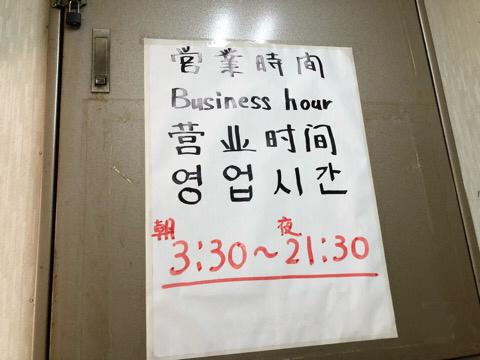 営業時間
Business hour
营业时间
영업시간
朝 夜
3:30~21:30